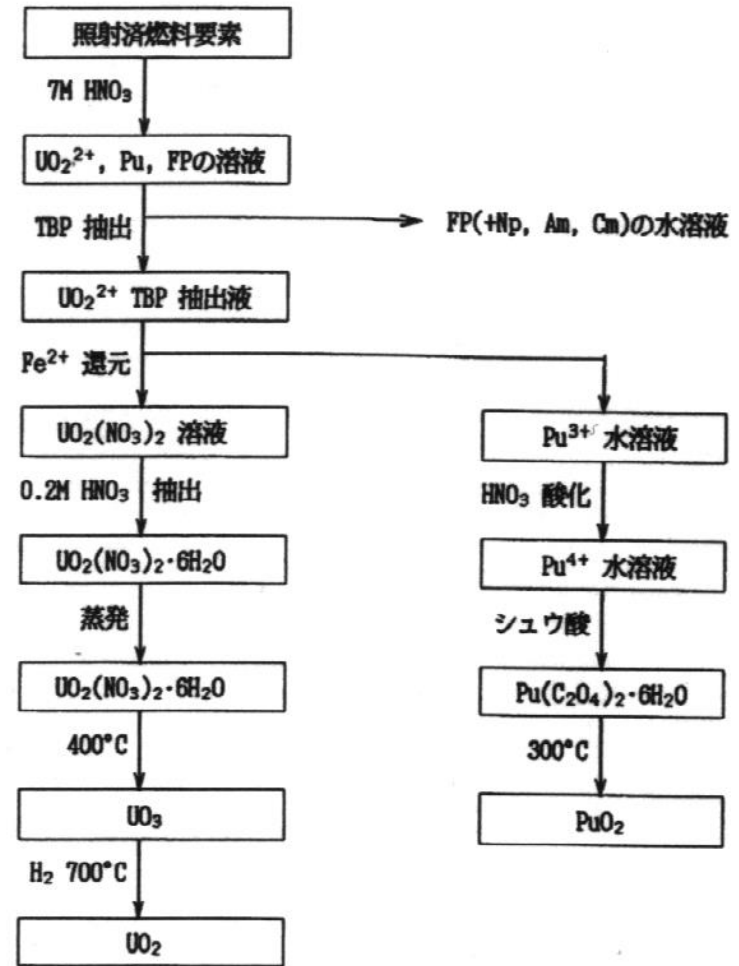 照射済燃料要素
7M HNO₃
UO₂²⁺, Pu, FPの溶液
TBP 抽出
FP(+Np, Am, Cm)の水溶液
UO₂²⁺ TBP 抽出液
Fe²⁺ 還元
UO₂(NO₃)₂ 溶液
Pu³⁺ 水溶液
0.2M HNO₃ 抽出
HNO₃ 酸化
UO₂(NO₃)₂·6H₂O
Pu⁴⁺ 水溶液
蒸発
シュウ酸
UO₂(NO₃)₂·6H₂O
Pu(C₂O₄)₂·6H₂O
400°C
300°C
UO₃
PuO₂
H₂ 700°C
UO₂